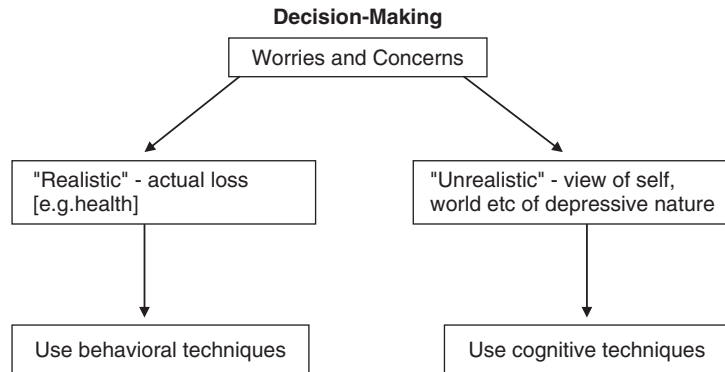 Decision-Making
Worries and Concerns
"Realistic" - actual loss
[e.g.health]
"Unrealistic" - view of self,
world etc of depressive nature
Use behavioral techniques
Use cognitive techniques